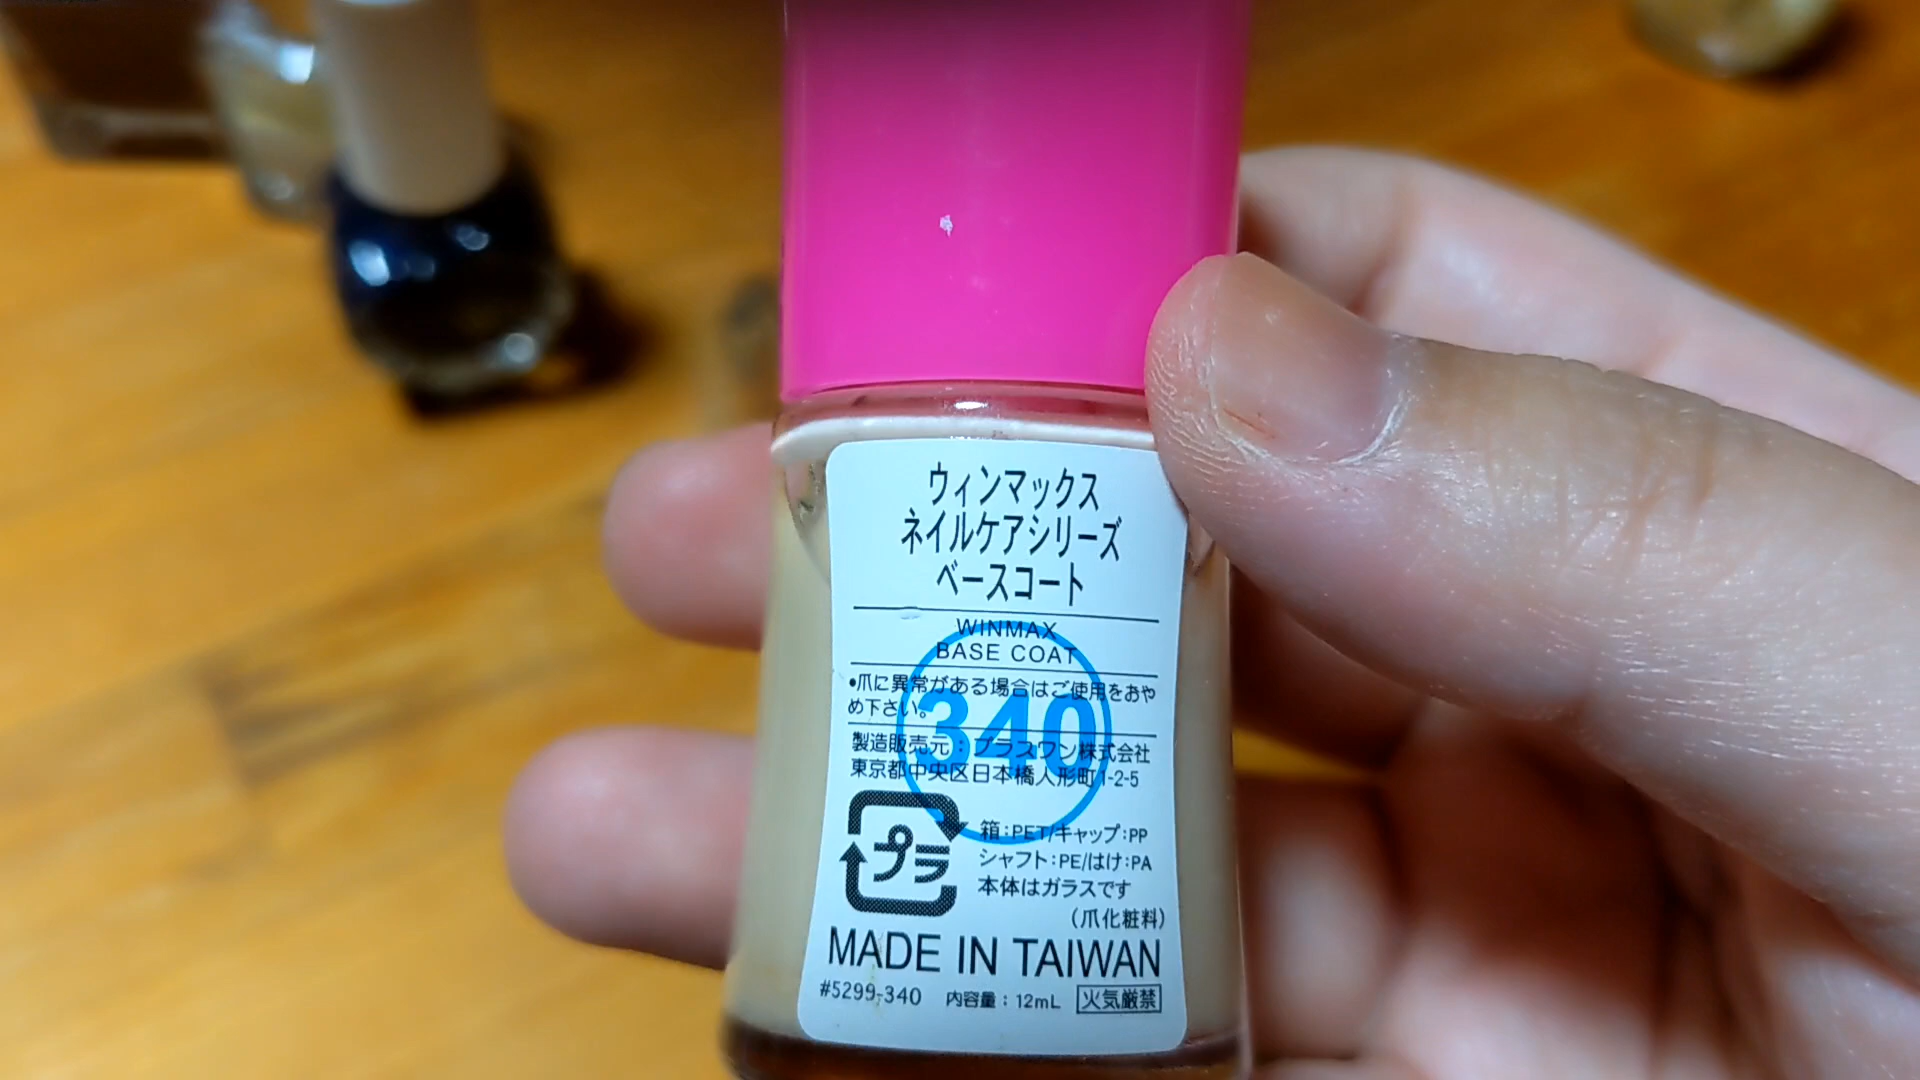 ウィンマックス
ネイルケアシリーズ
ベースコート
WINMAX
BASE COAT
•爪に異常がある場合はご使用をおや
め下さい。
340
製造販売元：プラスワン株式会社
東京都中央区日本橋人形町1-2-5
プラ
箱：PET/キャップ：PP
シャフト：PE/はけ：PA
本体はガラスです
（爪化粧料）
MADE IN TAIWAN
#5299-340 内容量：12mL 火気厳禁